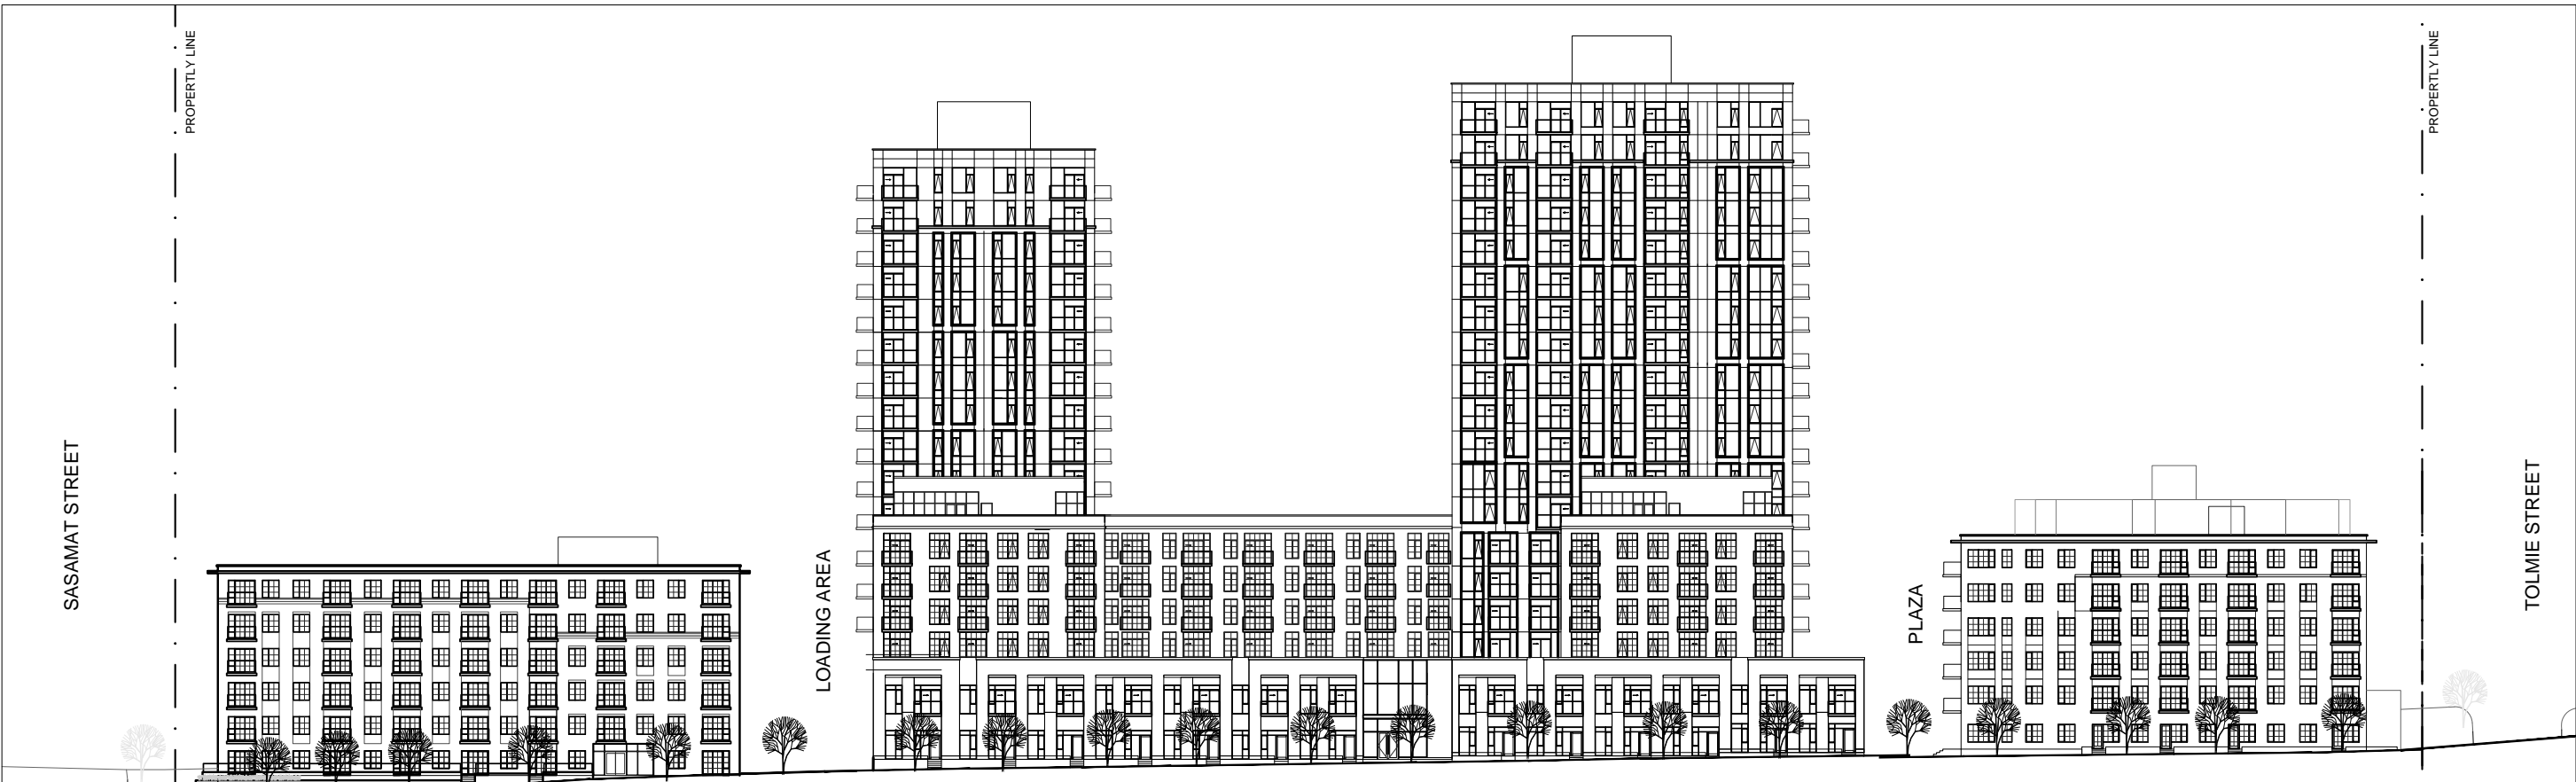 SASAMAT STREET
PROPERTLY LINE
LOADING AREA
PLAZA
PROPERTLY LINE
TOLMIE STREET